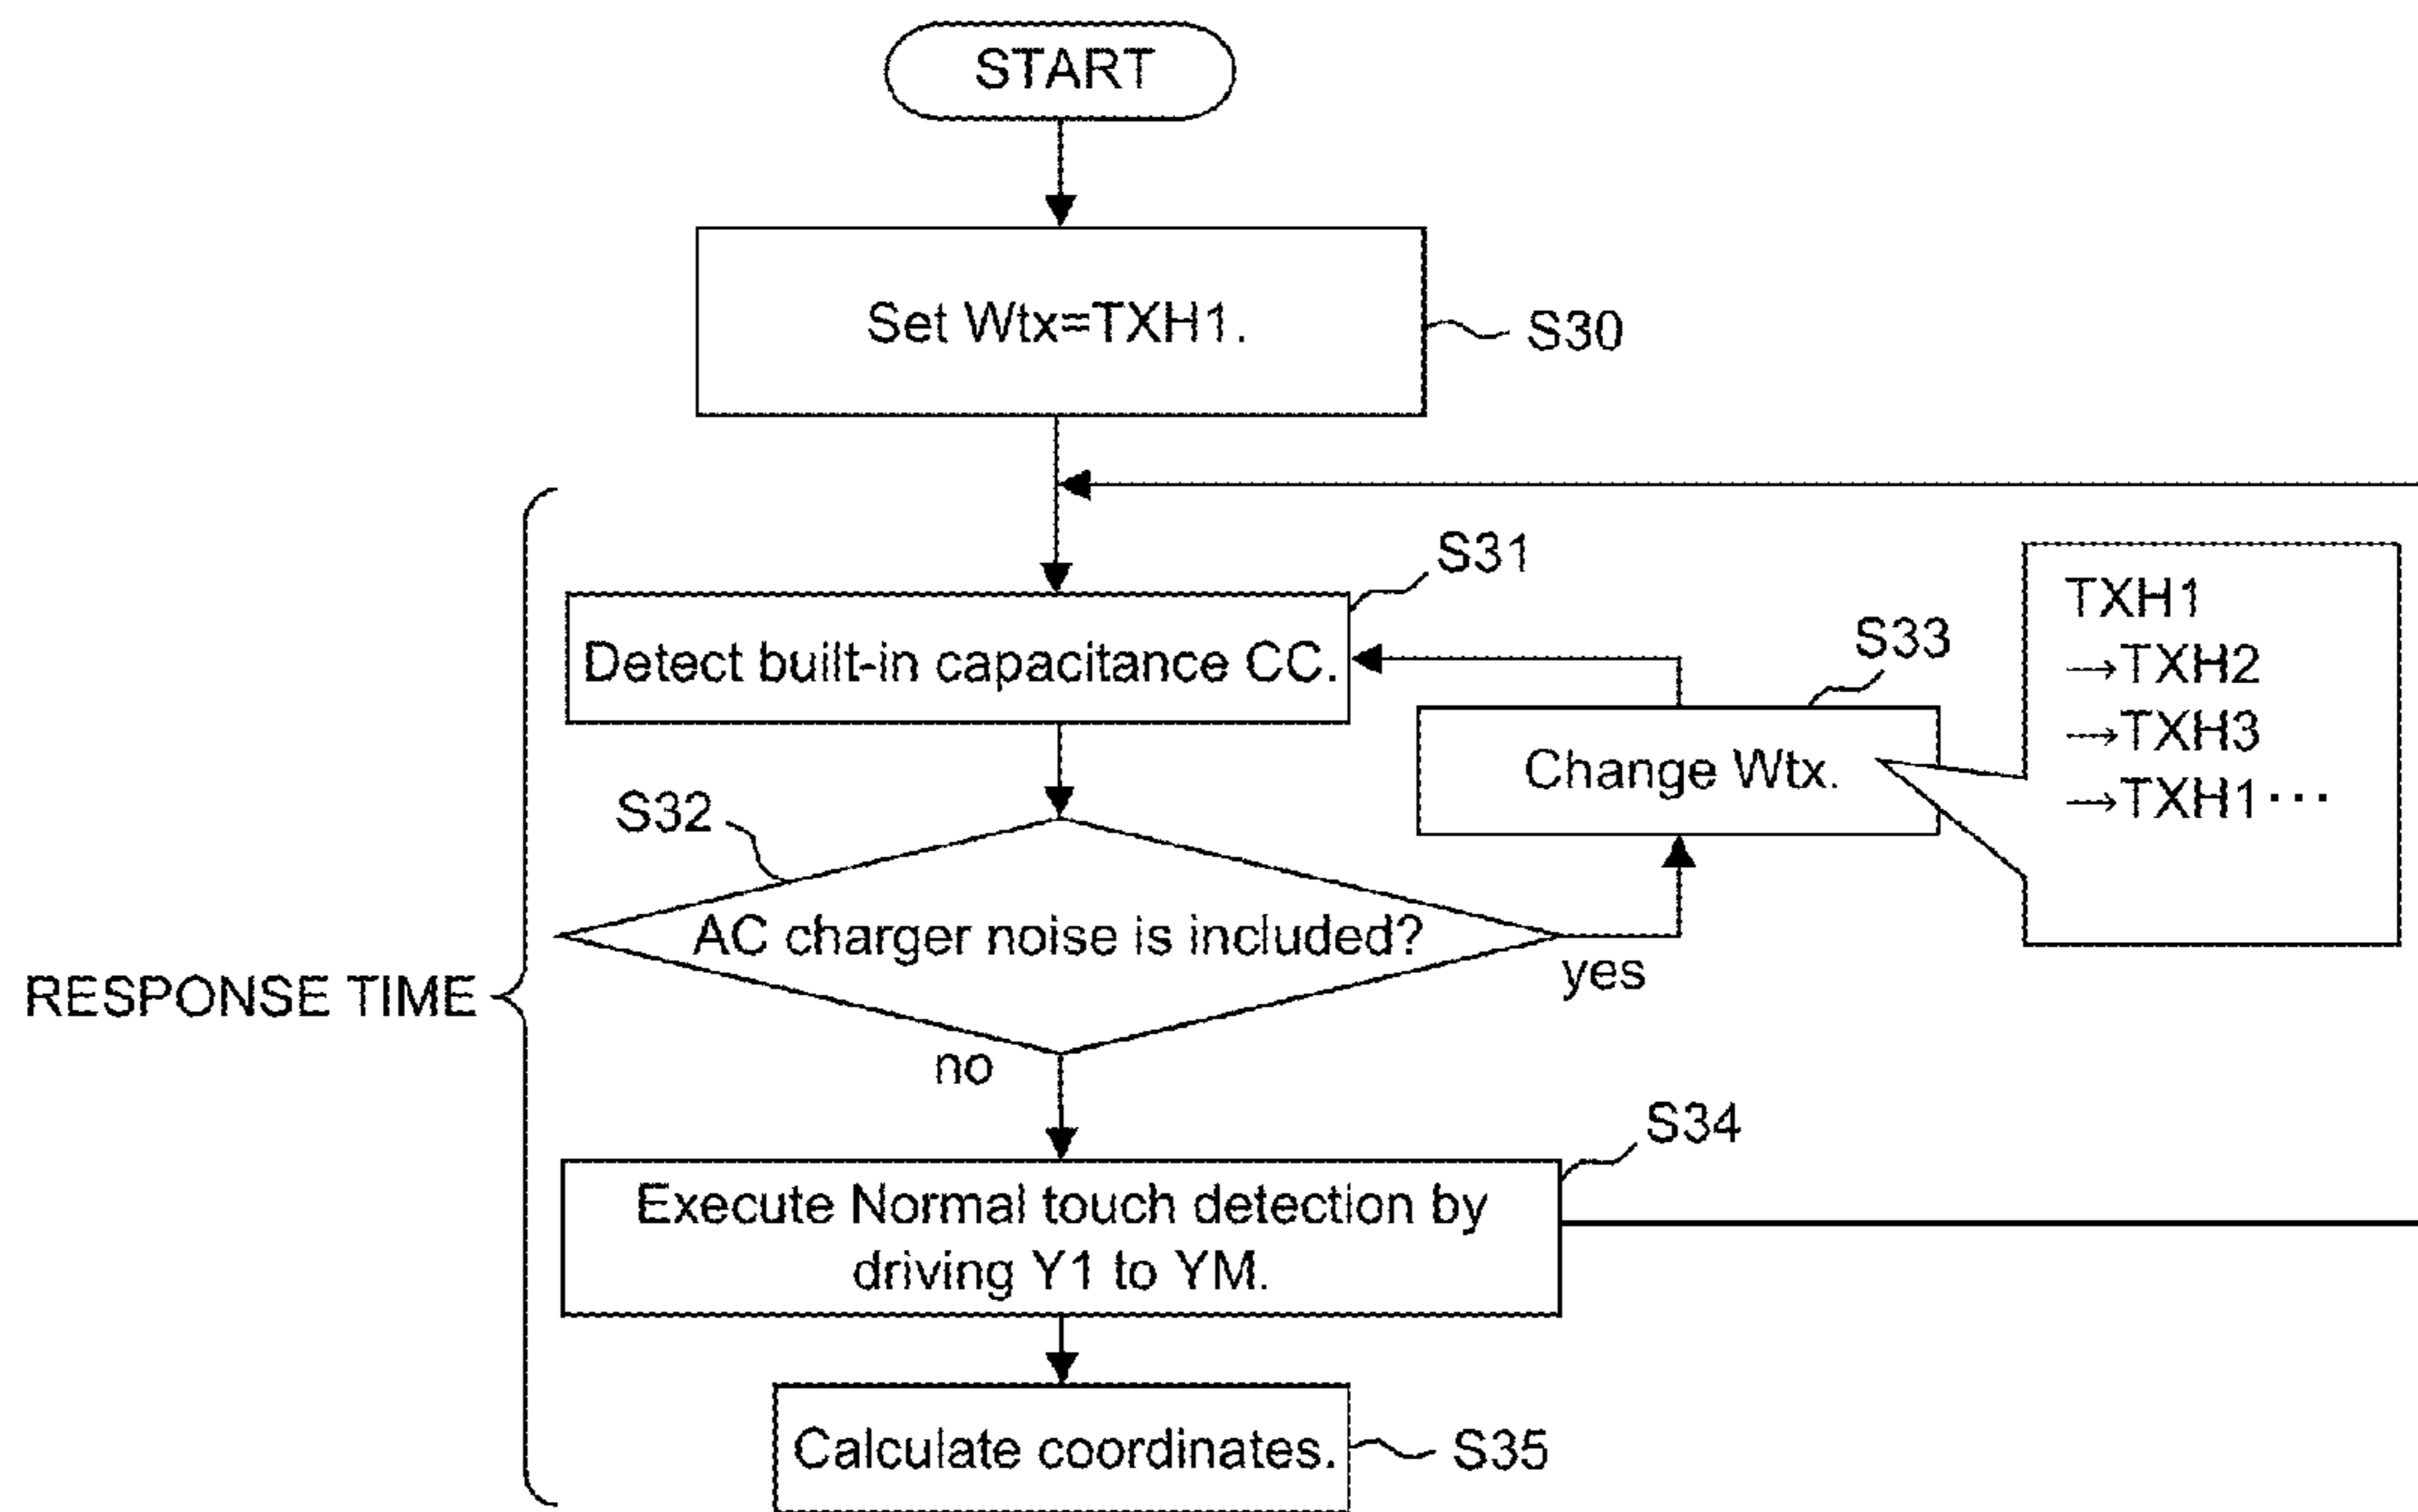 START
Set Wtx=TXH1.
S30
S31
Detect built-in capacitance CC.
S33
Change Wtx.
TXH1
→TXH2
→TXH3
→TXH1···
S32
AC charger noise is included?
yes
no
RESPONSE TIME
S34
Execute Normal touch detection by
driving Y1 to YM.
Calculate coordinates.
S35